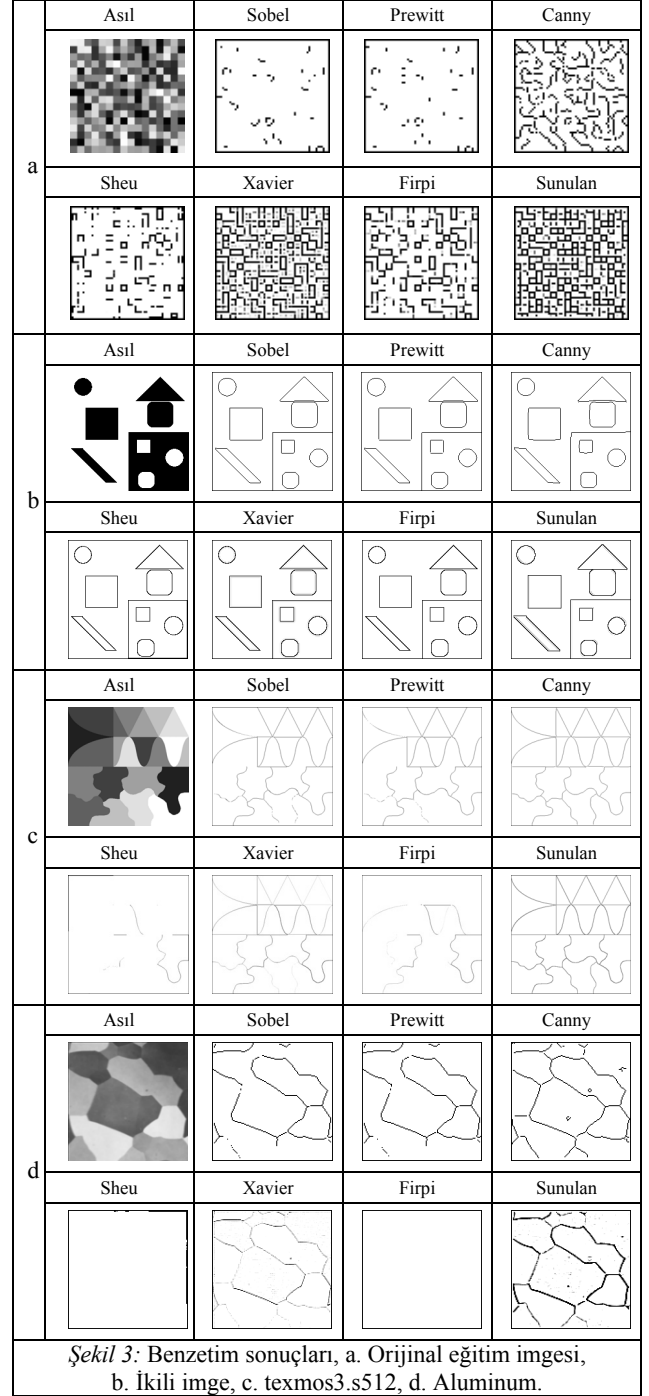 Asıl Sobel Prewitt Canny
a
Sheu Xavier Firpi Sunulan
Asıl Sobel Prewitt Canny
b
Sheu Xavier Firpi Sunulan
Asıl Sobel Prewitt Canny
c
Sheu Xavier Firpi Sunulan
Asıl Sobel Prewitt Canny
d
Sheu Xavier Firpi Sunulan
Şekil 3: Benzetim sonuçları, a. Orijinal eğitim imgesi,
b. İkili imge, c. texmos3.s512, d. Aluminum.